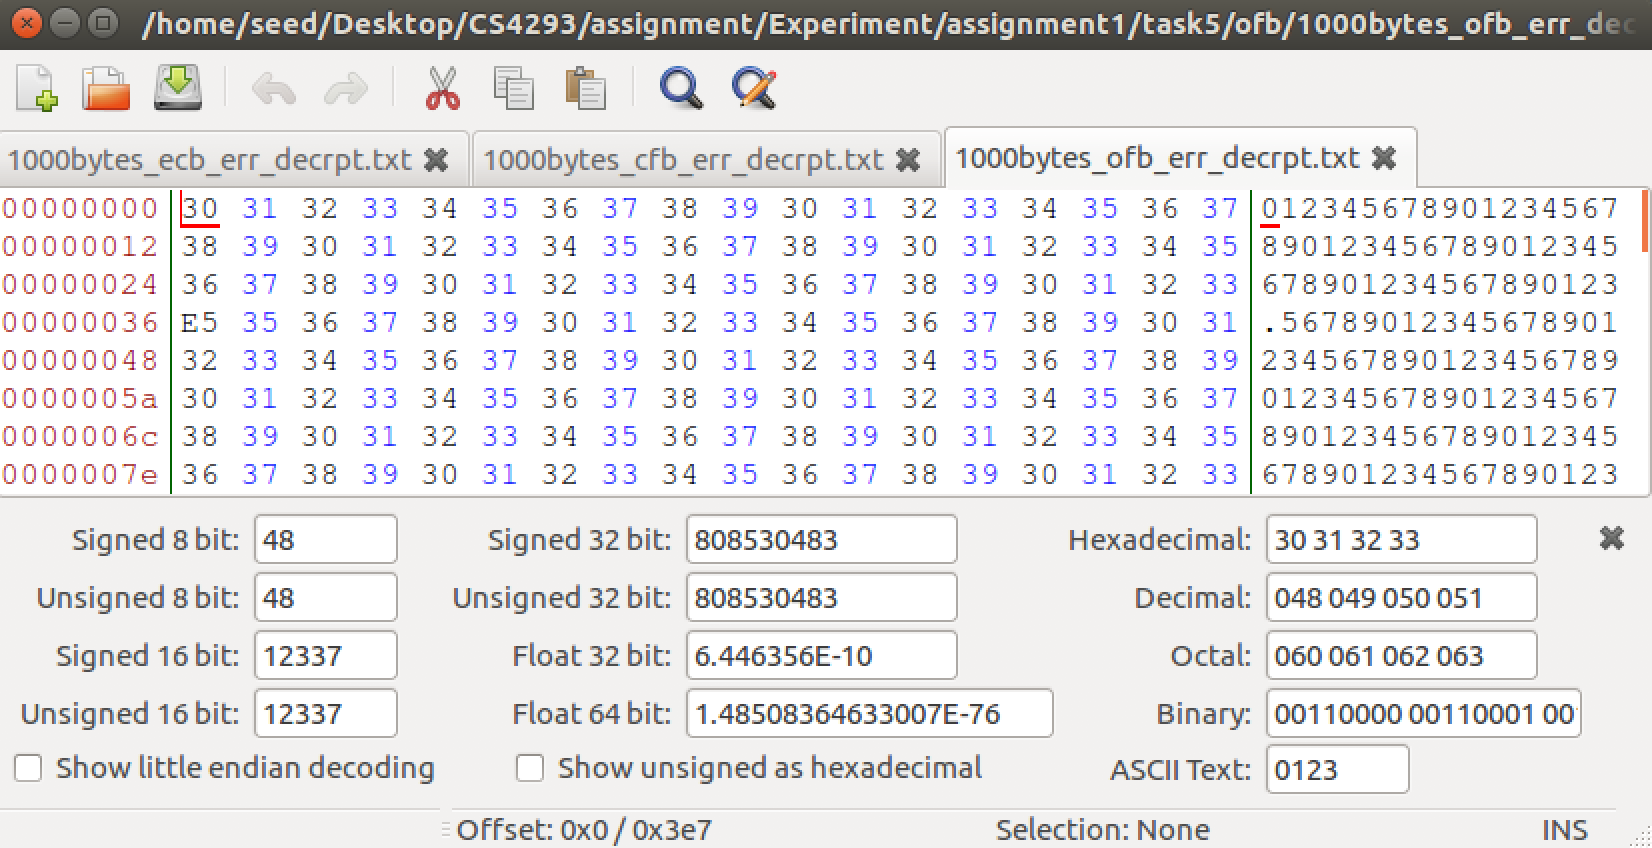 /home/seed/Desktop/CS4293/assignment/Experiment/assignment1/task5/ofb/1000bytes_ofb_err_dec
1000bytes_ecb_err_decrpt.txt 1000bytes_cfb_err_decrpt.txt 1000bytes_ofb_err_decrpt.txt
00000000 30 31 32 33 34 35 36 37 38 39 30 31 32 33 34 35 36 37 012345678901234567
00000012 38 39 30 31 32 33 34 35 36 37 38 39 30 31 32 33 34 35 890123456789012345
00000024 36 37 38 39 30 31 32 33 34 35 36 37 38 39 30 31 32 33 678901234567890123
00000036 E5 35 36 37 38 39 30 31 32 33 34 35 36 37 38 39 30 31 .56789012345678901
00000048 32 33 34 35 36 37 38 39 30 31 32 33 34 35 36 37 38 39 234567890123456789
0000005a 30 31 32 33 34 35 36 37 38 39 30 31 32 33 34 35 36 37 012345678901234567
0000006c 38 39 30 31 32 33 34 35 36 37 38 39 30 31 32 33 34 35 890123456789012345
0000007e 36 37 38 39 30 31 32 33 34 35 36 37 38 39 30 31 32 33 678901234567890123
Signed 8 bit: 48 Signed 32 bit: 808530483 Hexadecimal: 30 31 32 33
Unsigned 8 bit: 48 Unsigned 32 bit: 808530483 Decimal: 048 049 050 051
Signed 16 bit: 12337 Float 32 bit: 6.446356E-10 Octal: 060 061 062 063
Unsigned 16 bit: 12337 Float 64 bit: 1.48508364633007E-76 Binary: 00110000 00110001 00
Show little endian decoding Show unsigned as hexadecimal ASCII Text: 0123
Offset: 0x0 / 0x3e7 Selection: None INS